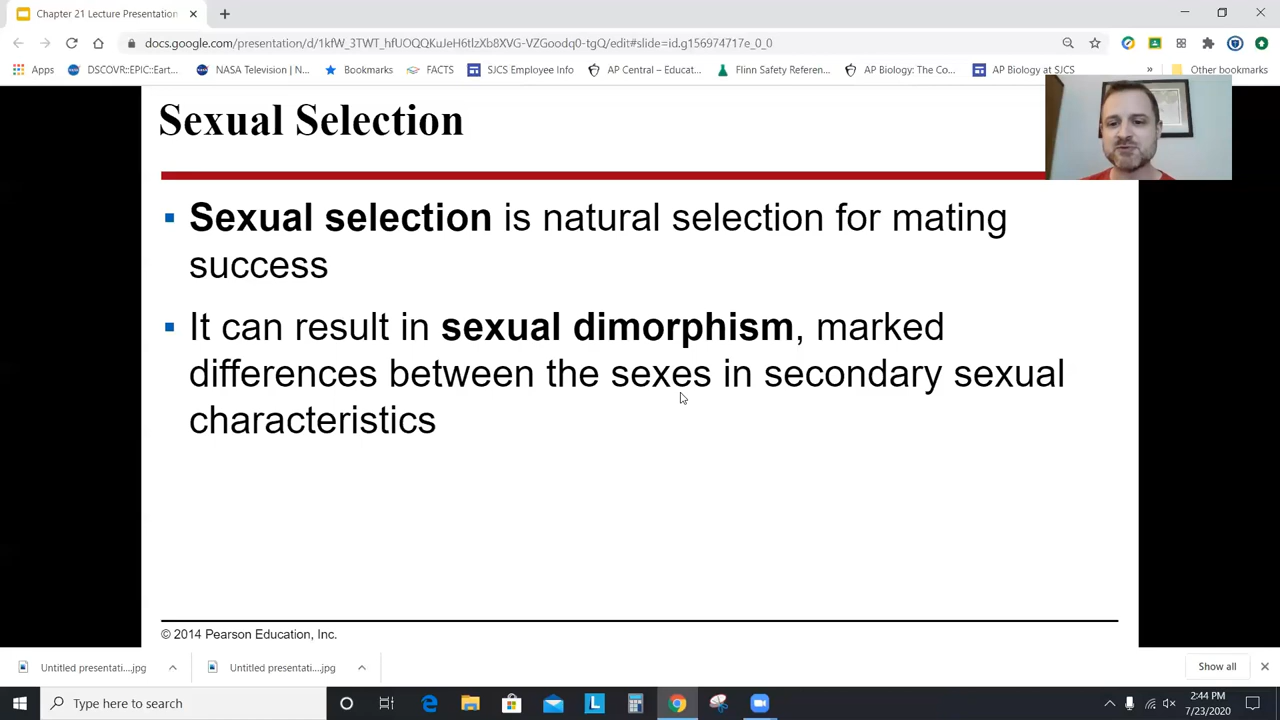 Chapter 21 Lecture Presentation
docs.google.com/presentation/d/1kfW_3TWT_hfUOQCKuJeH6tlzXb8XVG-VZGoodq0-tgQ/edit#slide=id.g156974717e_0_0
Apps DSCOVR::EPIC::Eart... NASA Television | N... Bookmarks FACTS SJCS Employee Info AP Central – Educat... Flinn Safety Referen... AP Biology: The Co... AP Biology at SJCS » Other bookmarks
Sexual Selection
Sexual selection is natural selection for mating
success
It can result in sexual dimorphism, marked
differences between the sexes in secondary sexual
characteristics
© 2014 Pearson Education, Inc.
Untitled presentati....jpg Untitled presentati....jpg Show all
Type here to search
2:44 PM
7/23/2020